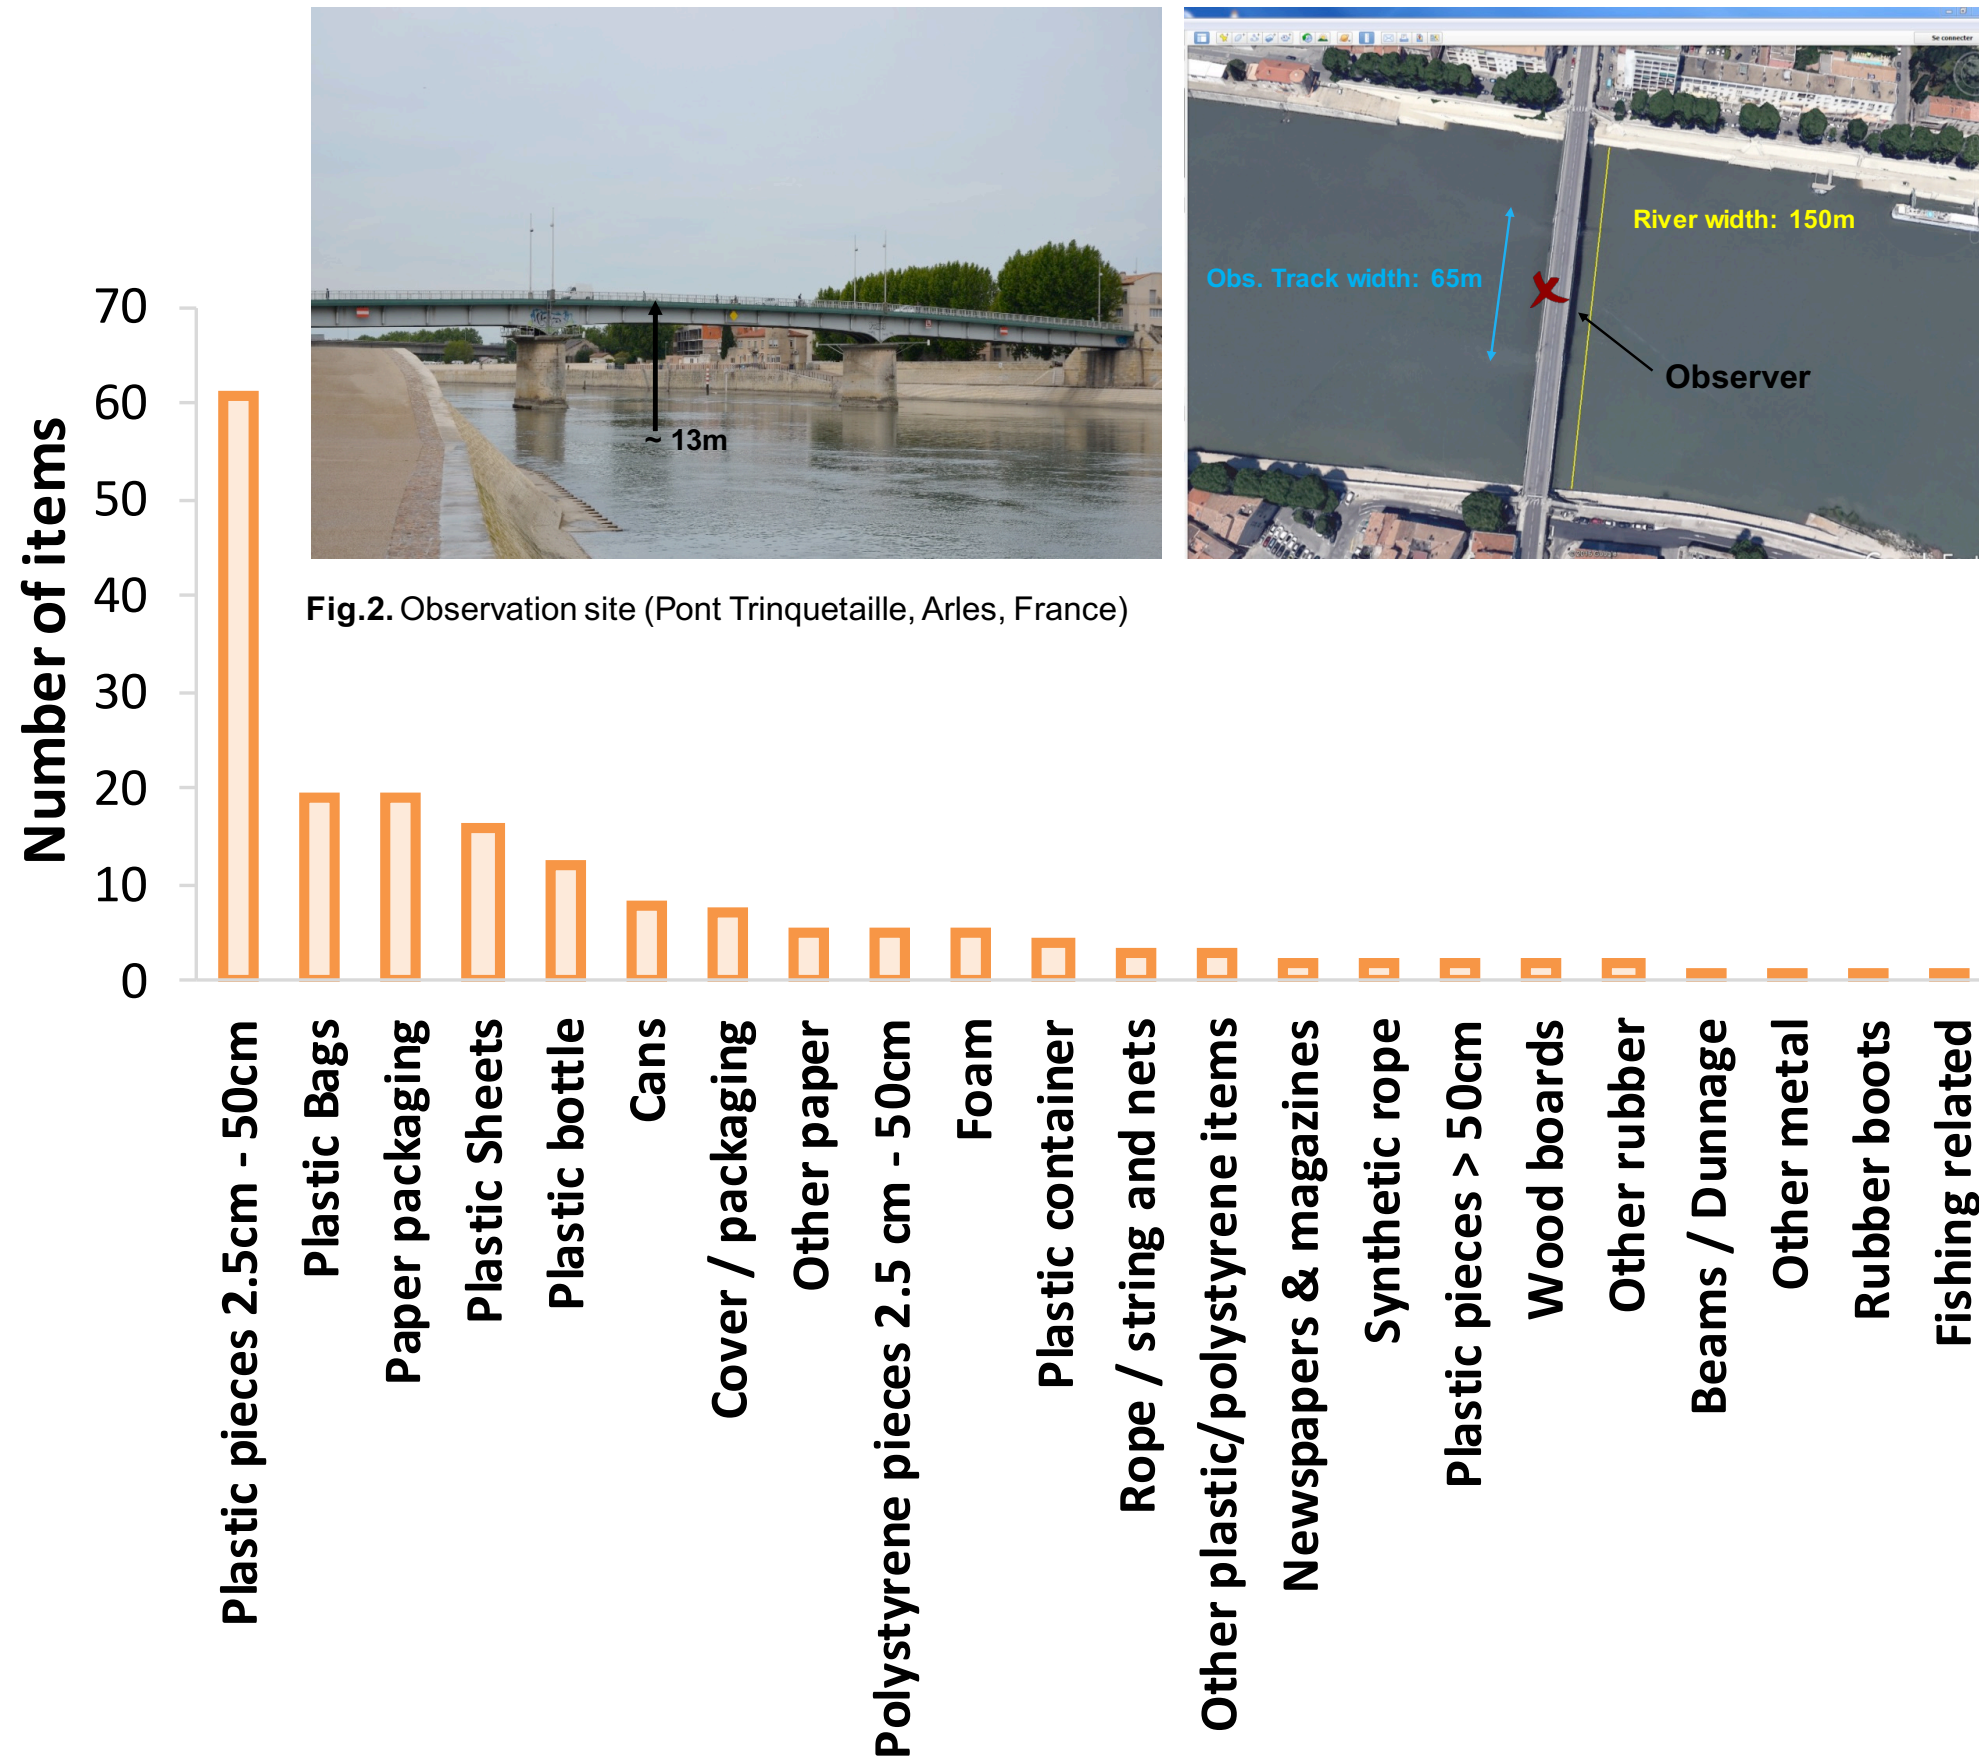 Se connecter
River width: 150m
Obs. Track width: 65m
Observer
~ 13m
Fig.2. Observation site (Pont Trinquetaille, Arles, France)
Number of items
70
60
50
40
30
20
10
0
Plastic pieces 2.5cm - 50cm
Plastic Bags
Paper packaging
Plastic Sheets
Plastic bottle
Cans
Cover / packaging
Other paper
Polystyrene pieces 2.5 cm - 50cm
Foam
Plastic container
Rope / string and nets
Other plastic/polystyrene items
Newspapers & magazines
Synthetic rope
Plastic pieces > 50cm
Wood boards
Other rubber
Beams / Dunnage
Other metal
Rubber boots
Fishing related